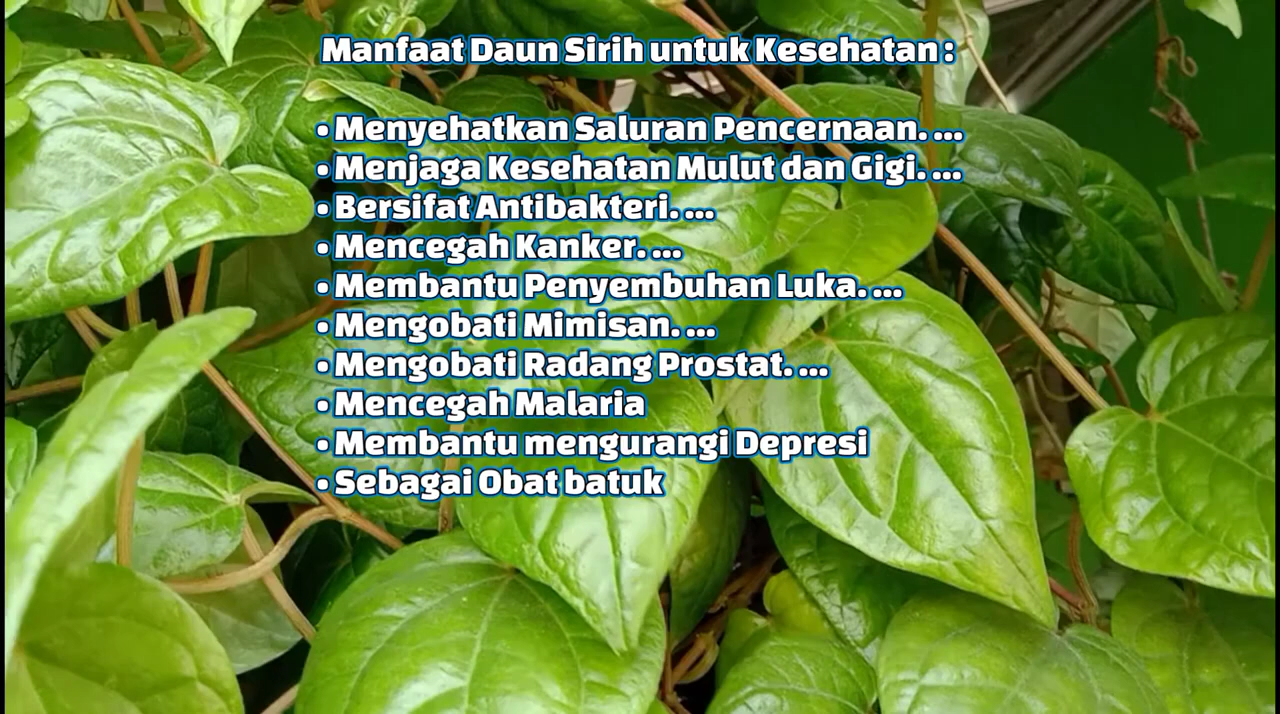 Manfaat Daun Sirih untuk Kesehatan :
• Menyehatkan Saluran Pencernaan. ...
• Menjaga Kesehatan Mulut dan Gigi. ...
• Bersifat Antibakteri. ...
• Mencegah Kanker. ...
• Membantu Penyembuhan Luka. ...
• Mengobati Mimisan. ...
• Mengobati Radang Prostat. ...
• Mencegah Malaria
• Membantu mengurangi Depresi
• Sebagai Obat batuk